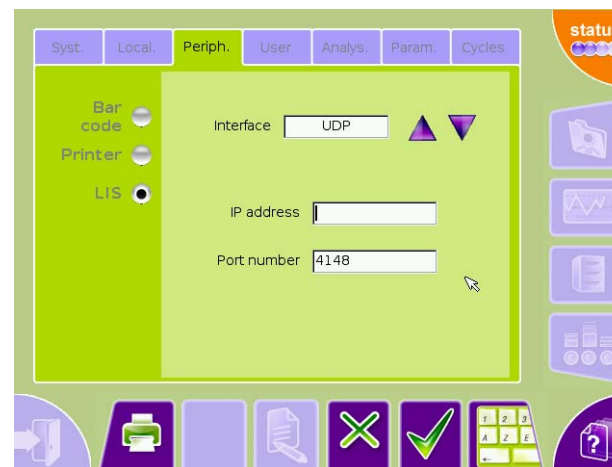 Syst. Local. Periph. User Analys. Param. Cycles
Bar code
Printer
LIS
Interface UDP
IP address
Port number 4148
1 2 3
A Z E
?